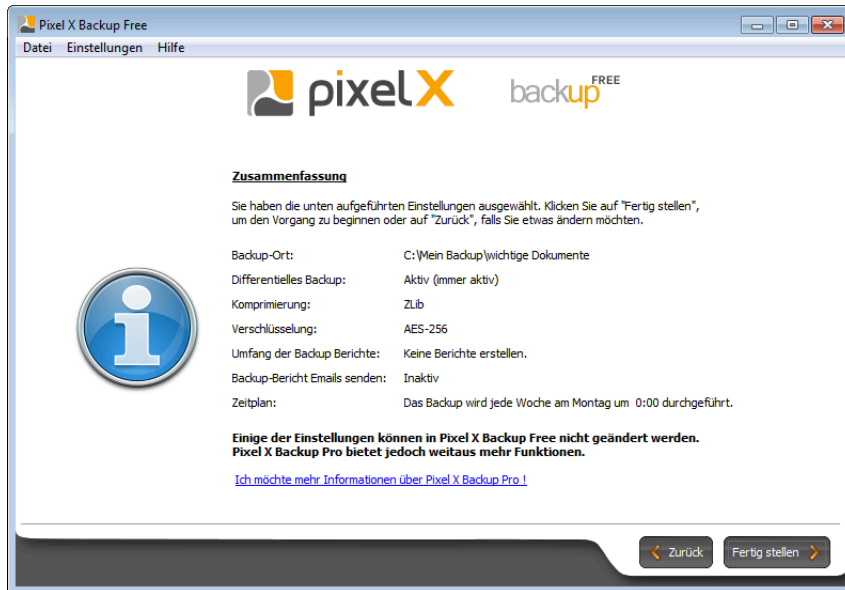 Pixel X Backup Free
Datei Einstellungen Hilfe
pixelX backup FREE
Zusammenfassung
Sie haben die unten aufgeführten Einstellungen ausgewählt. Klicken Sie auf "Fertig stellen",
um den Vorgang zu beginnen oder auf "Zurück", falls Sie etwas ändern möchten.
Backup-Ort: C:\Mein Backup\wichtige Dokumente
Differentielles Backup: Aktiv (immer aktiv)
Komprimierung: ZLib
Verschlüsselung: AES-256
Umfang der Backup Berichte: Keine Berichte erstellen.
Backup-Bericht Emails senden: Inaktiv
Zeitplan: Das Backup wird jede Woche am Montag um 0:00 durchgeführt.
Einige der Einstellungen können in Pixel X Backup Free nicht geändert werden.
Pixel X Backup Pro bietet jedoch weitaus mehr Funktionen.
Ich möchte mehr Informationen über Pixel X Backup Pro !
Zurück Fertig stellen